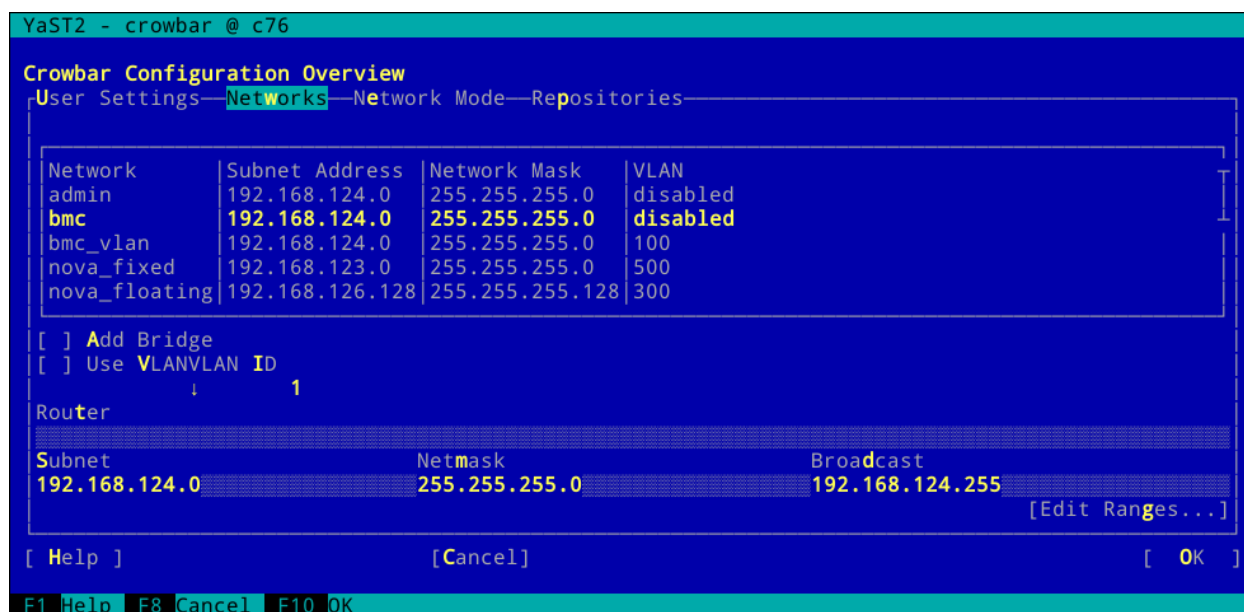 YaST2 - crowbar @ c76
Crowbar Configuration Overview
User Settings Networks Network Mode Repositories
Network |Subnet Address |Network Mask |VLAN
admin |192.168.124.0 |255.255.255.0 |disabled
bmc |192.168.124.0 |255.255.255.0 |disabled
bmc_vlan |192.168.124.0 |255.255.255.0 |100
nova_fixed |192.168.123.0 |255.255.255.0 |500
nova_floating|192.168.126.128|255.255.255.128|300
[ ] Add Bridge
[ ] Use VLANVLAN ID
↓ 1
Router
Subnet Netmask Broadcast
192.168.124.0 255.255.255.0 192.168.124.255
[Edit Ranges...]
[ Help ] [Cancel] [ OK ]
F1 Help F8 Cancel F10 OK